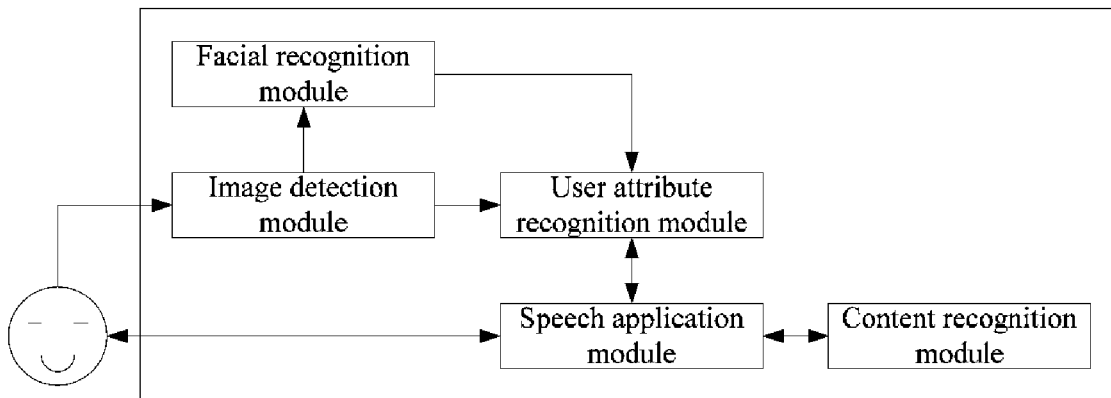 Facial recognition
module
Image detection
module
User attribute
recognition module
Speech application
module
Content recognition
module